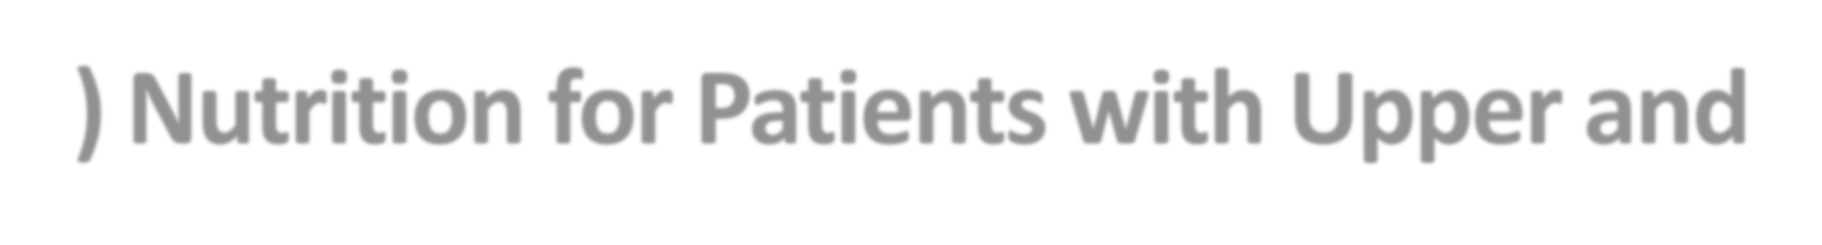 ) Nutrition for Patients with Upper and